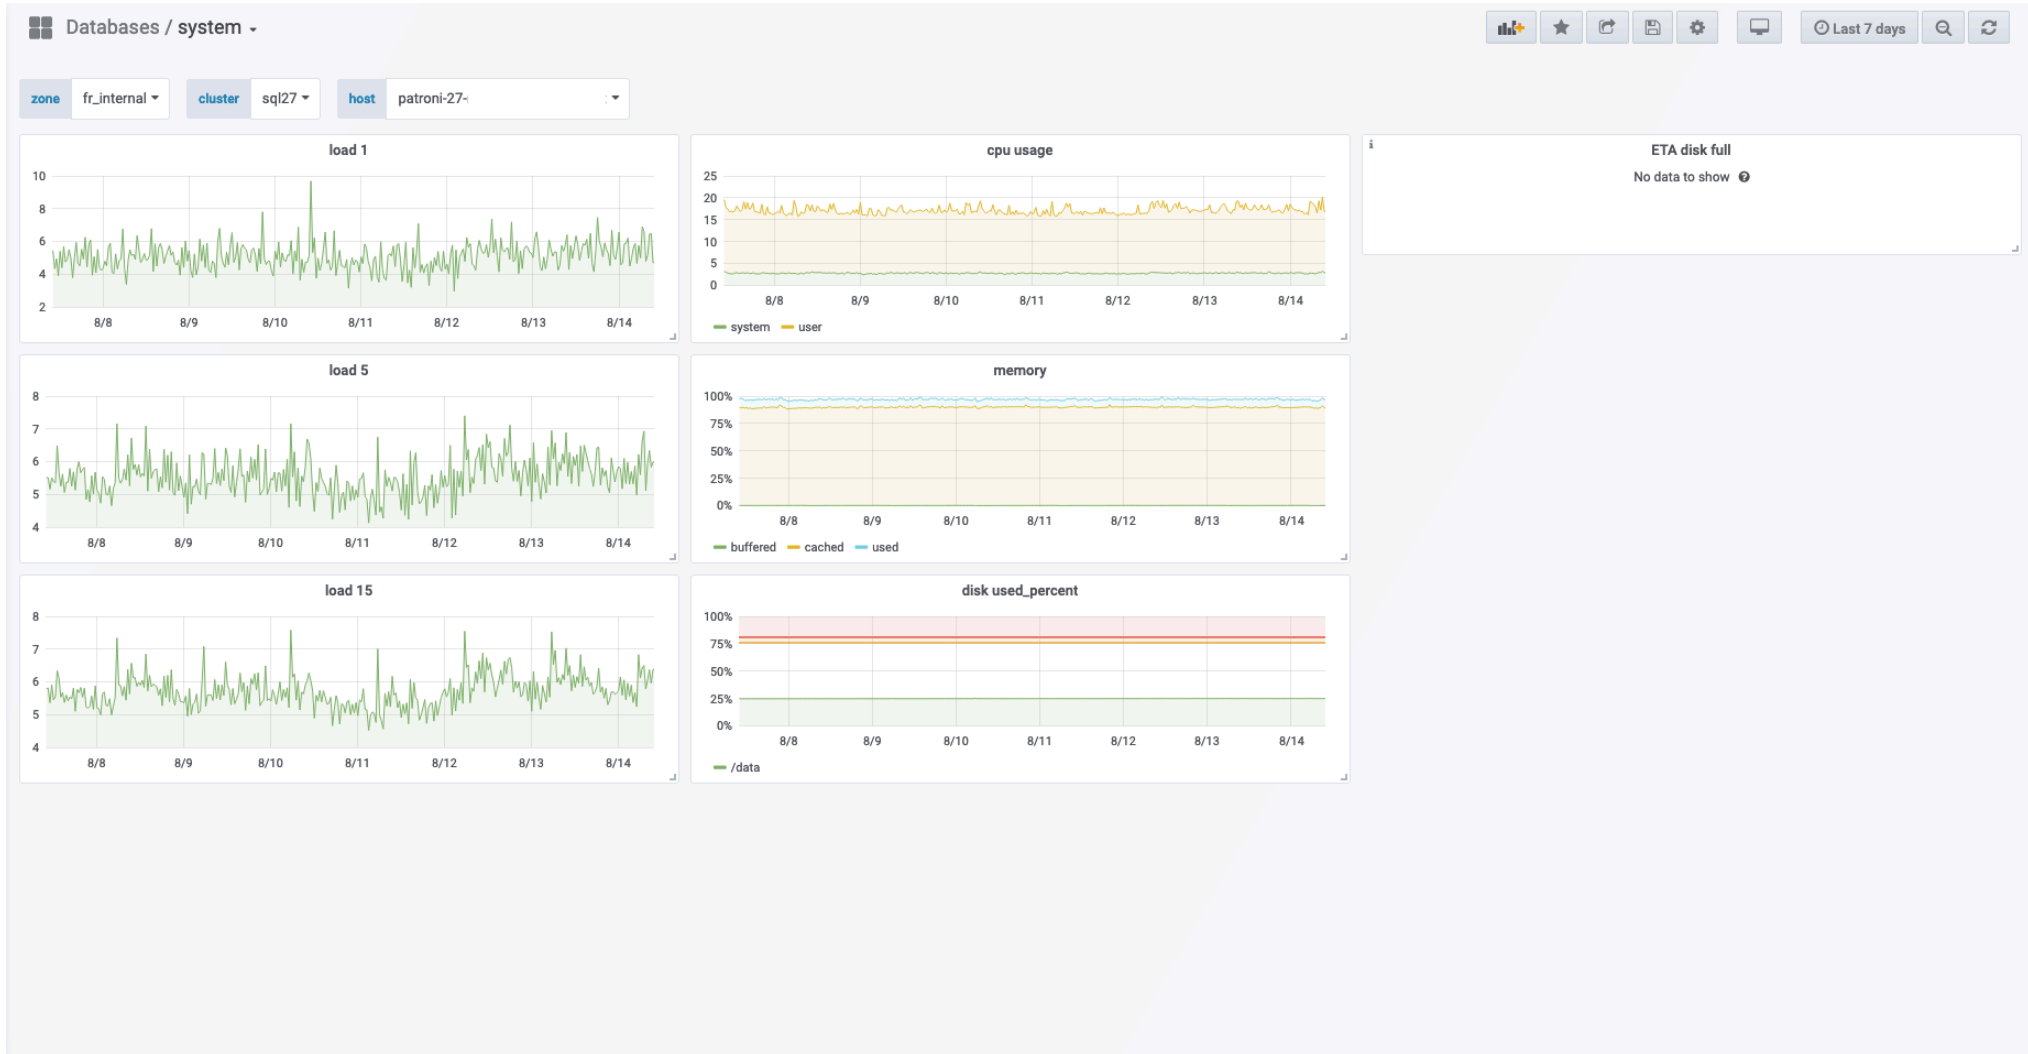 Databases / system
Last 7 days
zone fr_internal cluster sql27 host patroni-27-
load 1
10
8
6
4
2
8/8 8/9 8/10 8/11 8/12 8/13 8/14
cpu usage
25
20
15
10
5
0
8/8 8/9 8/10 8/11 8/12 8/13 8/14
system user
ETA disk full
No data to show
load 5
8
7
6
5
4
8/8 8/9 8/10 8/11 8/12 8/13 8/14
memory
100%
75%
50%
25%
0%
8/8 8/9 8/10 8/11 8/12 8/13 8/14
buffered cached used
load 15
8
7
6
5
4
8/8 8/9 8/10 8/11 8/12 8/13 8/14
disk used_percent
100%
75%
50%
25%
0%
8/8 8/9 8/10 8/11 8/12 8/13 8/14
/data